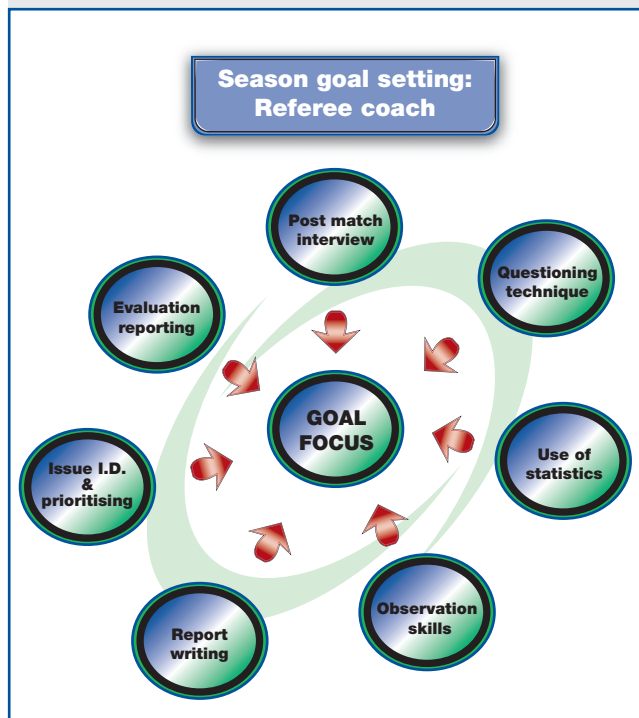 Season goal setting:
Referee coach
Post match
interview
Questioning
technique
Evaluation
reporting
GOAL
FOCUS
Use of
statistics
Issue I.D.
&
prioritising
Observation
skills
Report
writing